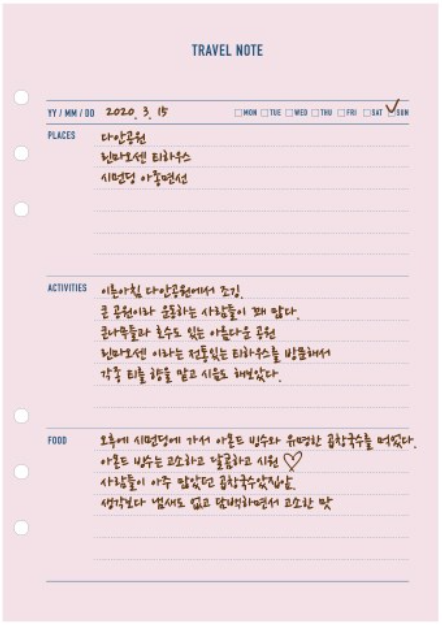 TRAVEL NOTE
YY / MM / DD 2020. 3. 15 MON TUE WED THU FRI SAT SUN
PLACES 다안공원
린마오센 티하우스
시먼딩 아종면선
ACTIVITIES 이른아침 다안공원에서 조깅.
큰 공원이라 운동하는 사람들이 꽤 많다.
큰나무들과 호수도 있는 아름다운 공원
린마오센 이라는 전통있는 티하우스를 방문해서
각종 티를 향을 맡고 시음도 해보았다.
FOOD 오후에 시먼딩에 가서 아몬드 빙수와 유명한 곱창국수를 먹었다.
아몬드 빙수는 고소하고 달콤하고 시원 ♡
사람들이 아주 많았던 곱창국수맛집앞.
생각보다 냄새도 없고 담백하면서 고소한 맛